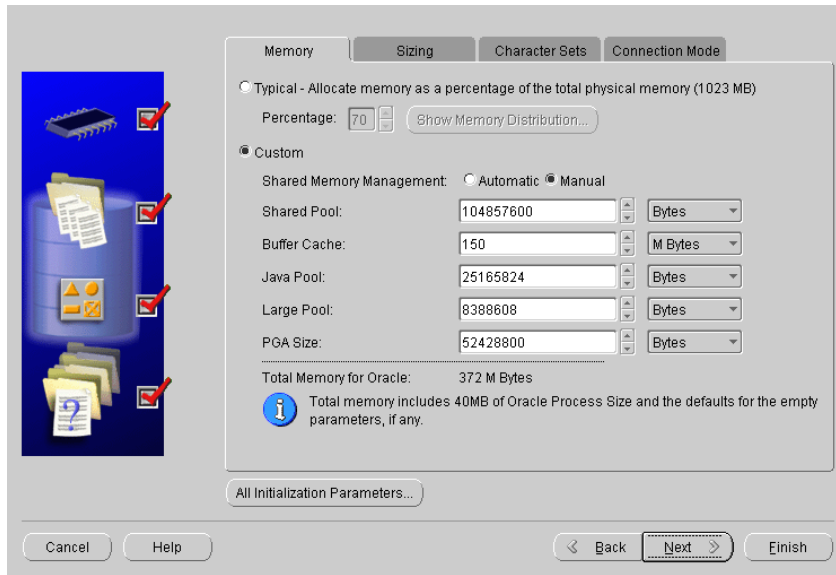 Memory Sizing Character Sets Connection Mode
Typical - Allocate memory as a percentage of the total physical memory (1023 MB)
Percentage: 70 Show Memory Distribution...
Custom
Shared Memory Management: Automatic Manual
Shared Pool: 104857600 Bytes
Buffer Cache: 150 M Bytes
Java Pool: 25165824 Bytes
Large Pool: 8388608 Bytes
PGA Size: 52428800 Bytes
Total Memory for Oracle: 372 M Bytes
Total memory includes 40MB of Oracle Process Size and the defaults for the empty
parameters, if any.
?
All Initialization Parameters...
Cancel Help Back Next Finish